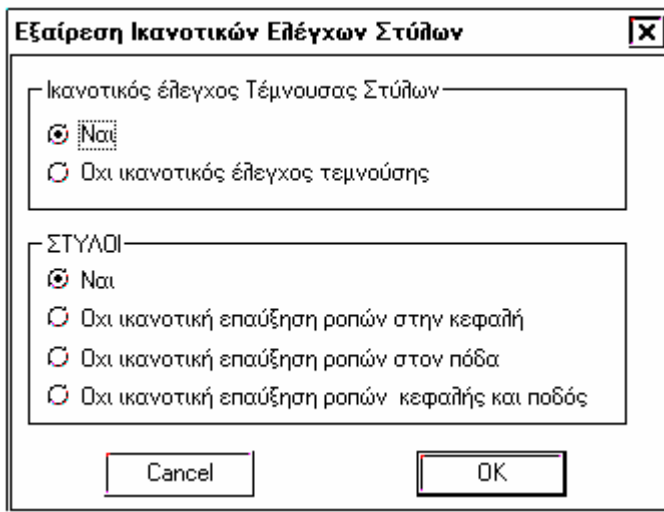 Εξαίρεση Ικανοτικών Ελέγχων Στύλων
Ικανοτικός έλεγχος Τέμνουσας Στύλων
Ναι
Οχι ικανοτικός έλεγχος τεμνούσης
ΣΤΥΛΟΙ
Ναι
Οχι ικανοτική επαύξηση ροπών στην κεφαλή
Οχι ικανοτική επαύξηση ροπών στον πόδα
Οχι ικανοτική επαύξηση ροπών κεφαλής και ποδός
Cancel OK